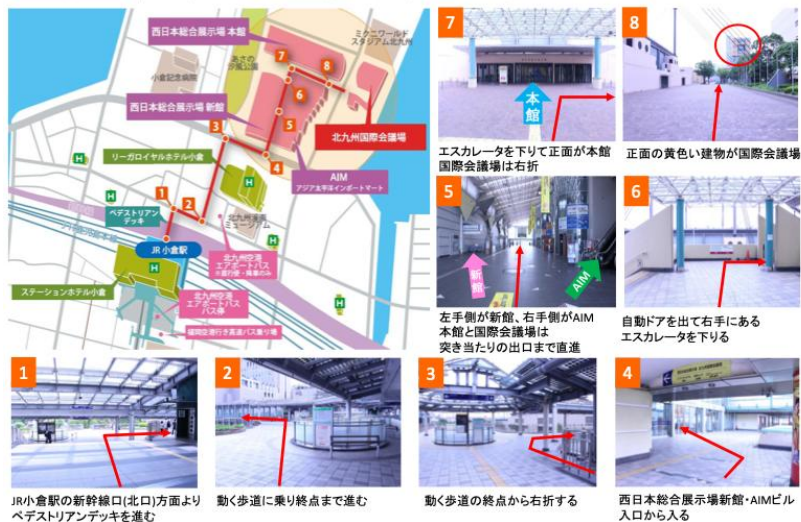 西日本総合展示場 本館
あさの
汐風公園
ミクニワールド
スタジアム北九州
小倉記念病院
7
8
6
西日本総合展示場 新館
5
北九州国際会議場
3
リーガロイヤルホテル小倉
4
AIM
アジア太平洋インポートマート
H
1
2
ペデストリアン
デッキ
北九州漫画
ミュージアム
JR 小倉駅
北九州空港
エアポートバス
ステーションホテル小倉
北九州空港
エアポートバス
バス停
福岡空港行き高速バス乗り場
7
本館
エスカレータを下りて正面が本館
国際会議場は右折
8
正面の黄色い建物が国際会議場
5
新館
AIM
左手側が新館、右手側がAIM
本館と国際会議場は
突き当たりの出口まで直進
6
自動ドアを出て右手にある
エスカレータを下りる
1
JR小倉駅の新幹線口(北口)方面より
ペデストリアンデッキを進む
2
動く歩道に乗り終点まで進む
3
動く歩道の終点から右折する
4
西日本総合展示場新館・AIMビル
入口から入る